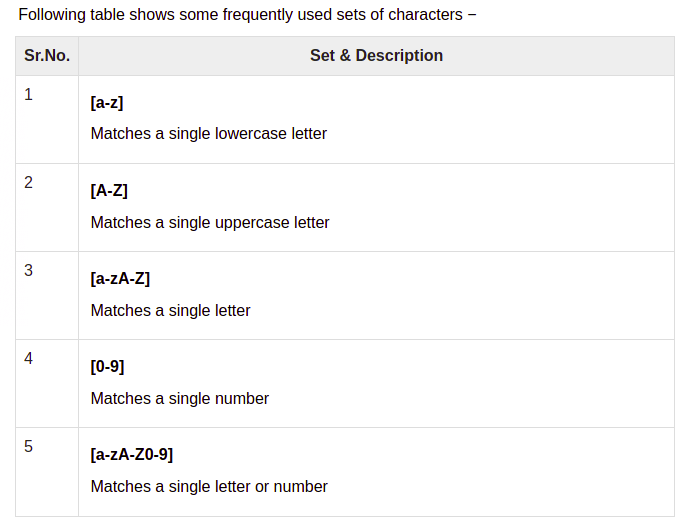 Following table shows some frequently used sets of characters −
Sr.No. Set & Description
1
[a-z]
Matches a single lowercase letter
2
[A-Z]
Matches a single uppercase letter
3
[a-zA-Z]
Matches a single letter
4
[0-9]
Matches a single number
5
[a-zA-Z0-9]
Matches a single letter or number